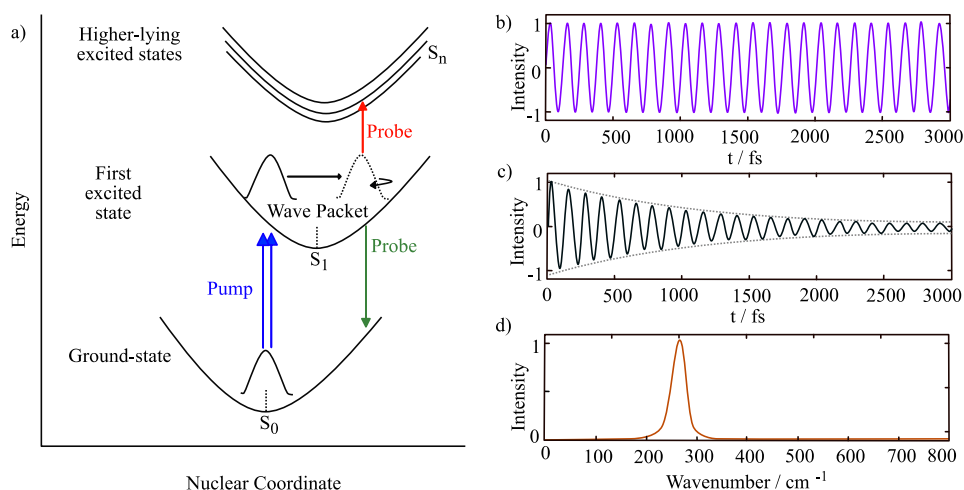 a)
Higher-lying
excited states
S_n
Probe
First
excited
state
Wave Packet
S_1
Pump
Probe
Ground-state
S_0
Energy
Nuclear Coordinate
b)
Intensity
1
0
-1
0 500 1000 1500 2000 2500 3000
t / fs
c)
Intensity
1
0
-1
0 500 1000 1500 2000 2500 3000
t / fs
d)
Intensity
1
0
0 100 200 300 400 500 600 700 800
Wavenumber / cm⁻¹